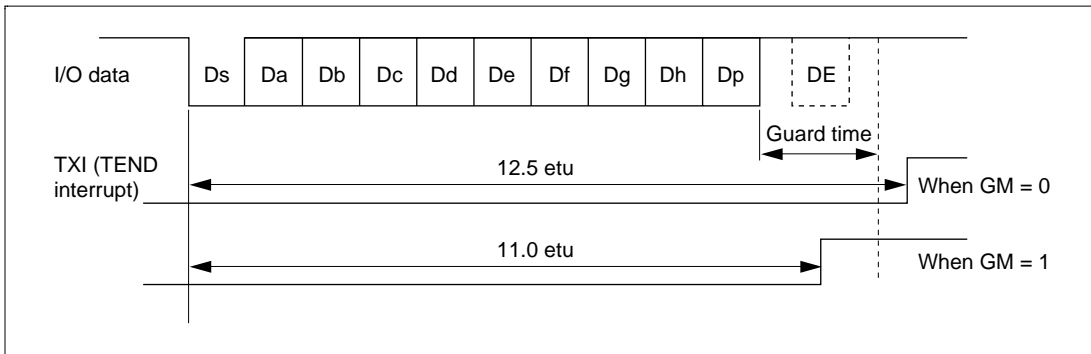 I/O data
Ds Da Db Dc Dd De Df Dg Dh Dp DE
Guard time
TXI (TEND
interrupt)
12.5 etu
When GM = 0
11.0 etu
When GM = 1